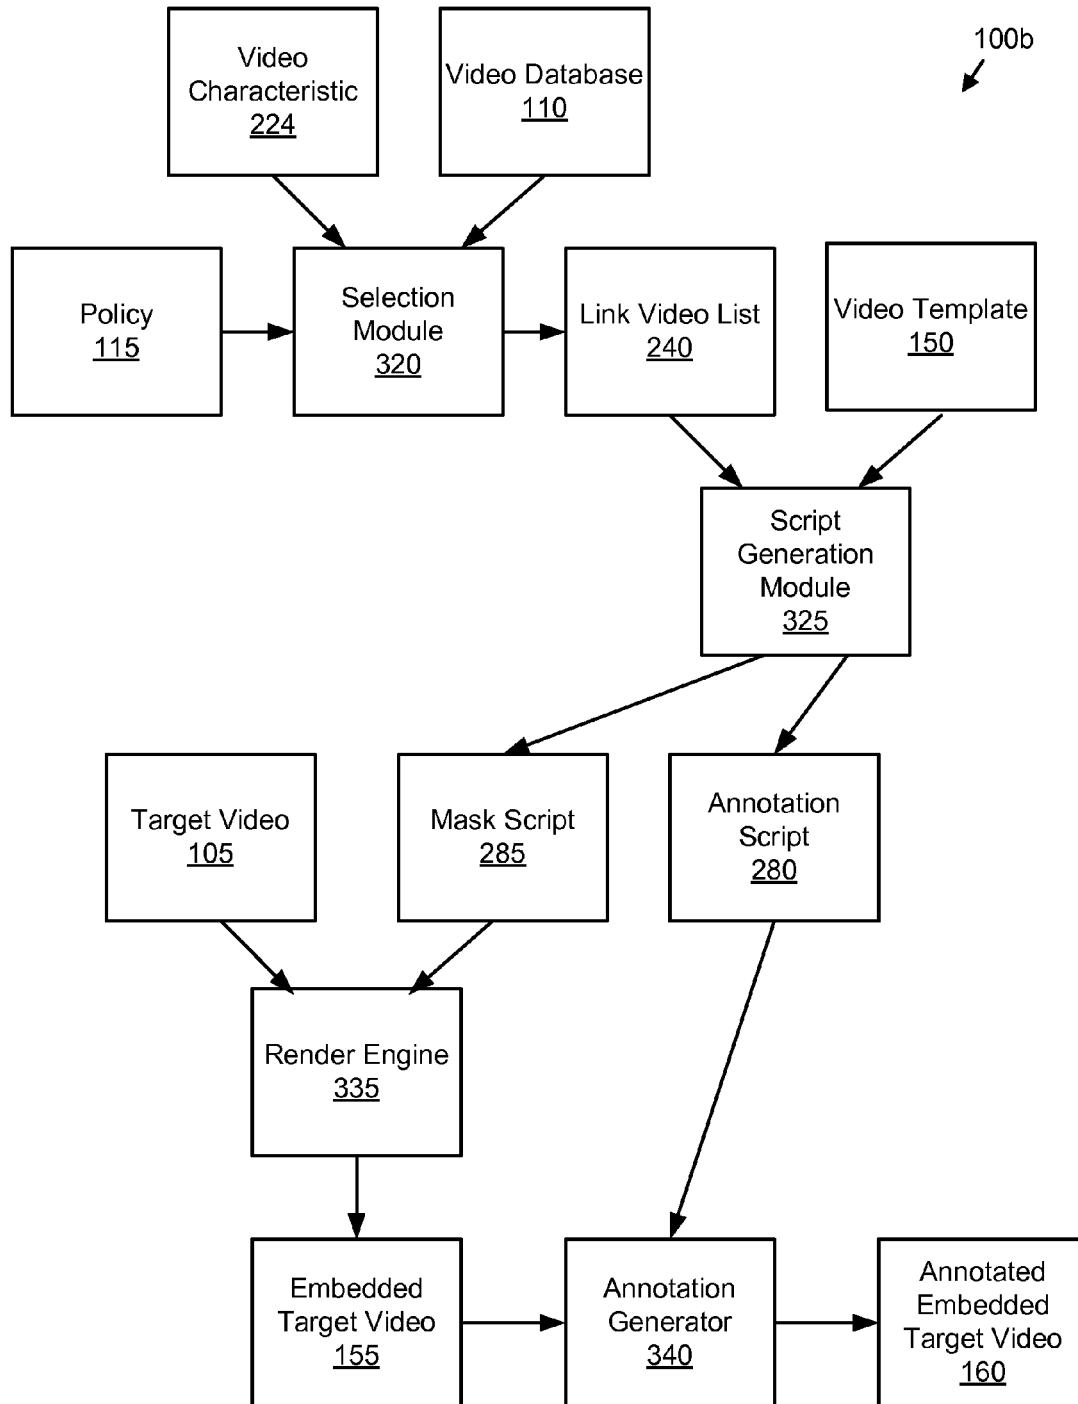 100b
Video
Characteristic
224
Video Database
110
Policy
115
Selection
Module
320
Link Video List
240
Video Template
150
Script
Generation
Module
325
Target Video
105
Mask Script
285
Annotation
Script
280
Render Engine
335
Embedded
Target Video
155
Annotation
Generator
340
Annotated
Embedded
Target Video
160